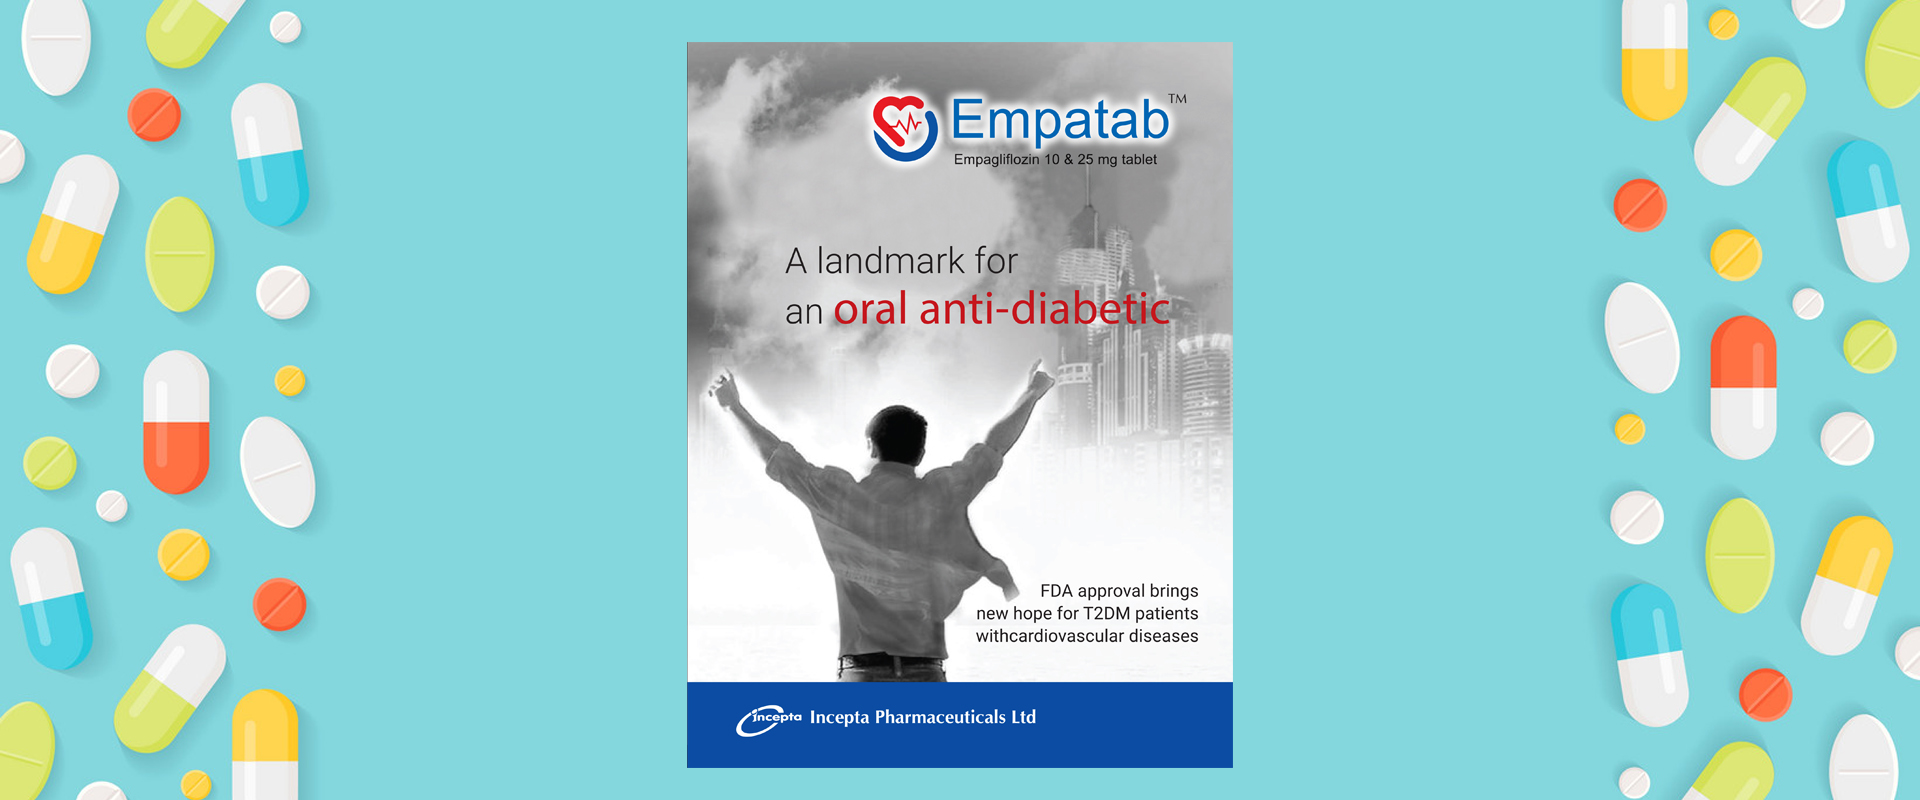 Empatab™
Empagliflozin 10 & 25 mg tablet
A landmark for
an oral anti-diabetic
FDA approval brings
new hope for T2DM patients
withcardiovascular diseases
incepta Incepta Pharmaceuticals Ltd